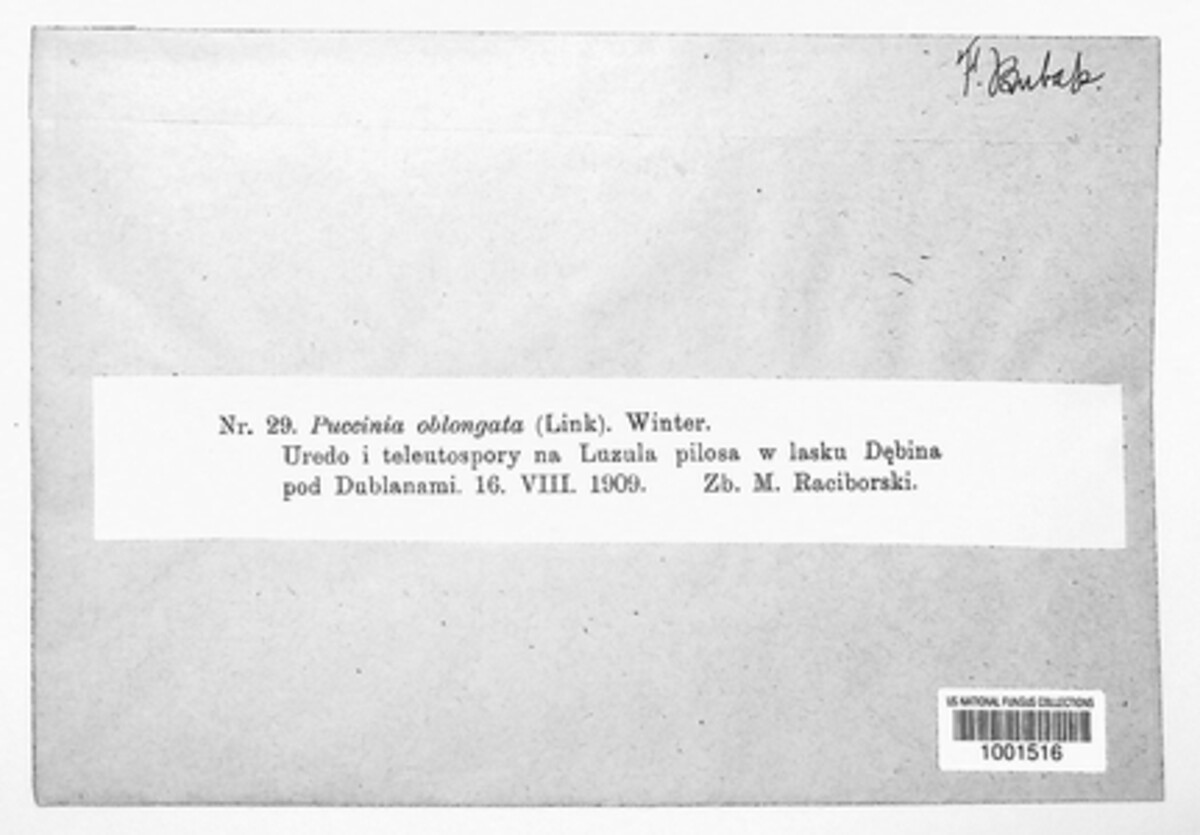 F. Bubak.
Nr. 29. Puccinia oblongata (Link). Winter.
Uredo i teleutospory na Luzula pilosa w lasku Dębina
pod Dublanami. 16. VIII. 1909. Zb. M. Raciborski.
US NATIONAL FUNGUS COLLECTIONS
1001516